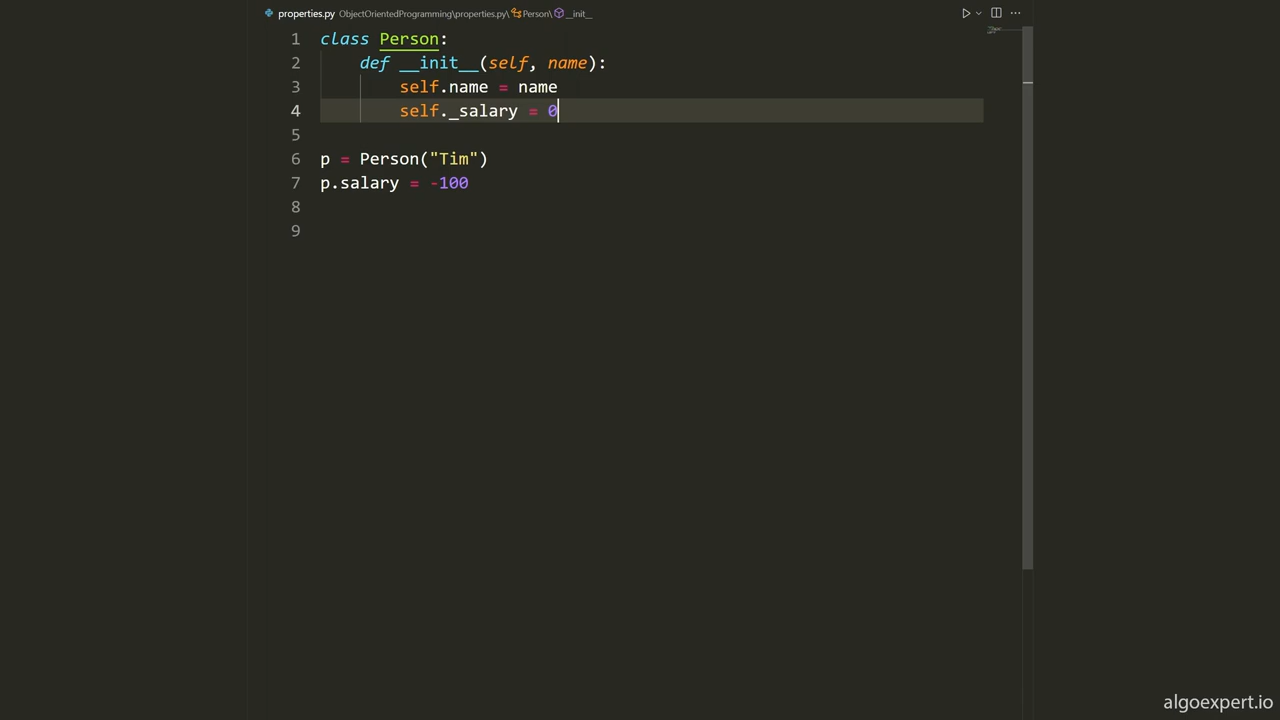 properties.py ObjectOrientedProgramming\properties.py\Person\__init__
1 class Person:
2 def __init__(self, name):
3 self.name = name
4 self._salary = 0
5
6 p = Person("Tim")
7 p.salary = -100
8
9
algoexpert.io